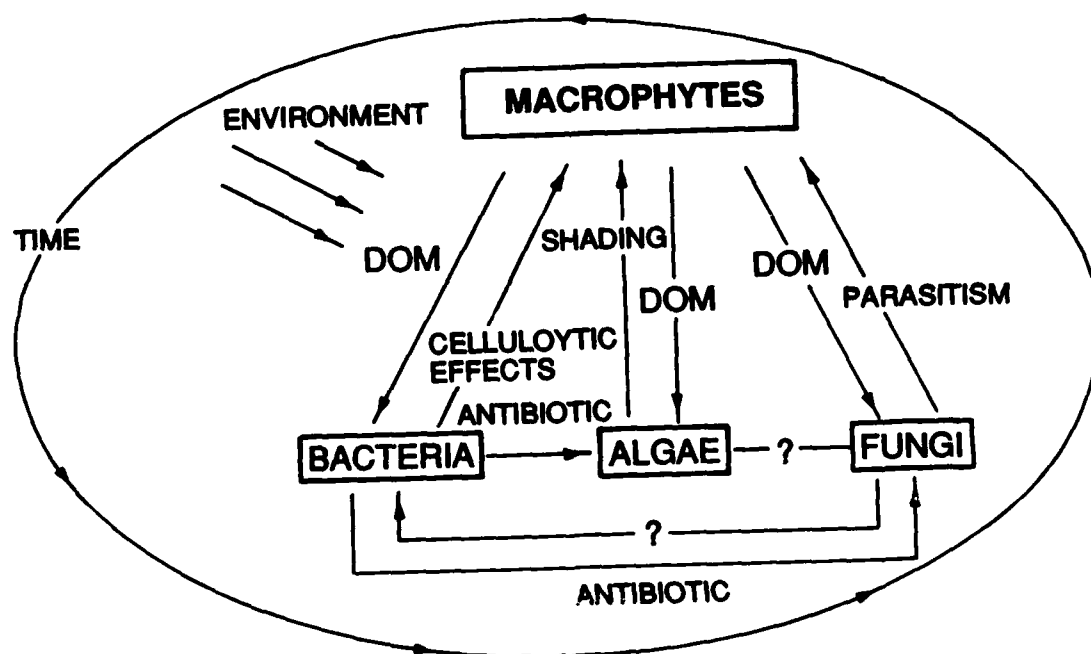 MACROPHYTES
ENVIRONMENT
TIME
DOM
SHADING
DOM
DOM
PARASITISM
CELLULOYTIC
EFFECTS
ANTIBIOTIC
BACTERIA
ALGAE
?
FUNGI
?
ANTIBIOTIC